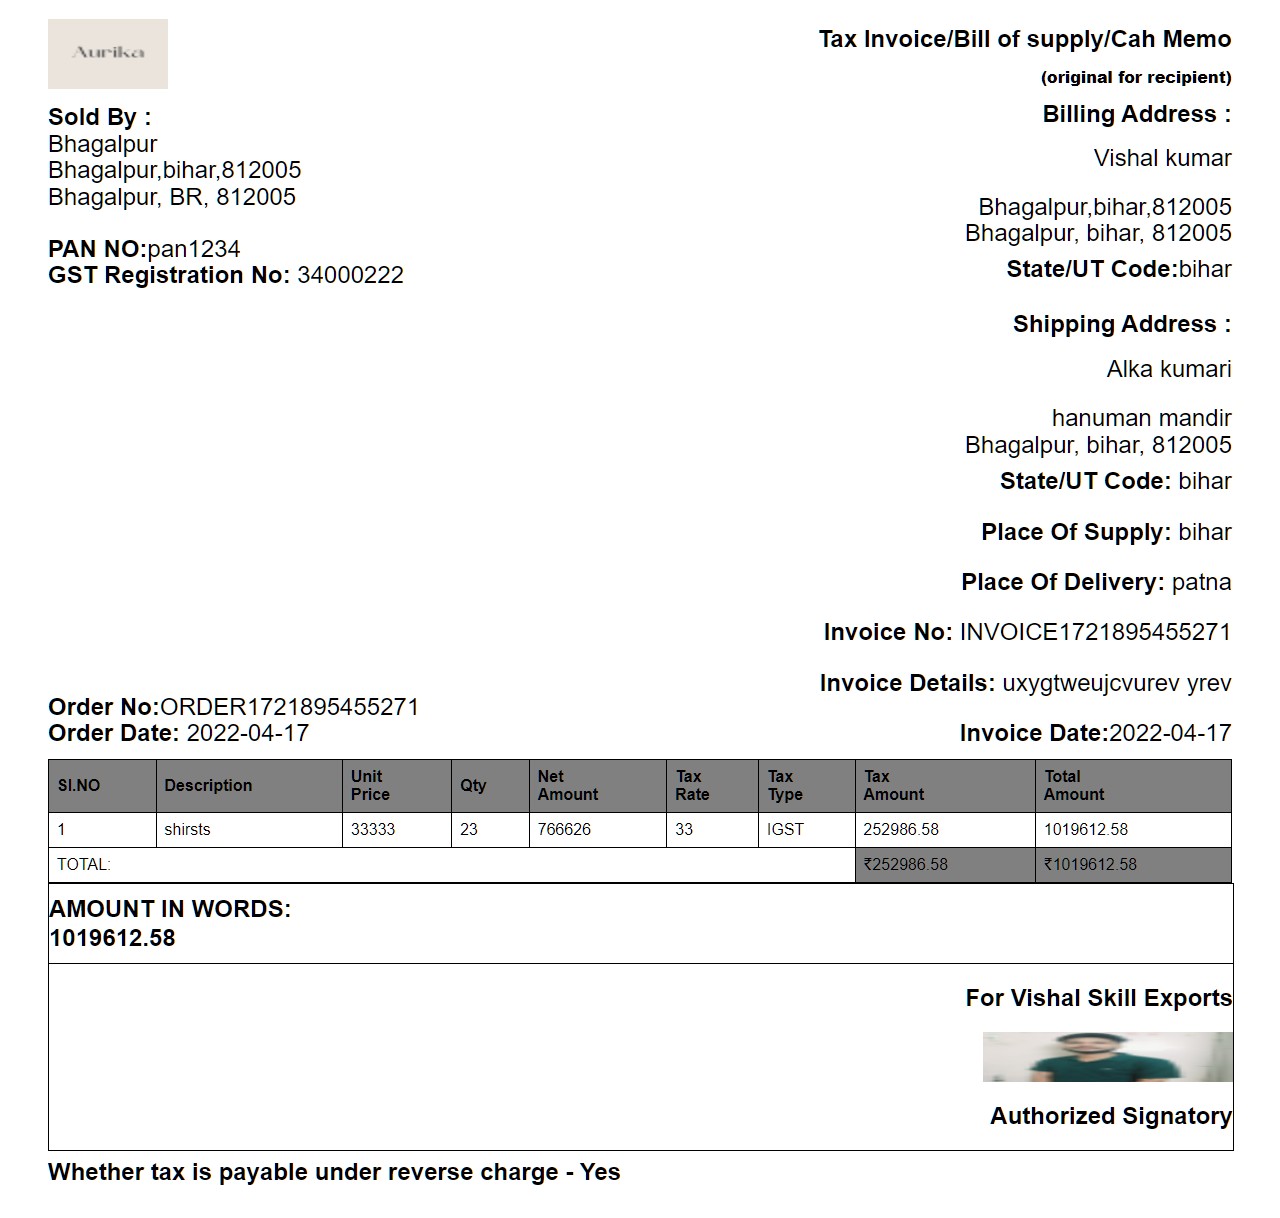 Aurika
Tax Invoice/Bill of supply/Cah Memo
(original for recipient)
Sold By :
Bhagalpur
Bhagalpur,bihar,812005
Bhagalpur, BR, 812005
PAN NO:pan1234
GST Registration No: 34000222
Billing Address :
Vishal kumar
Bhagalpur,bihar,812005
Bhagalpur, bihar, 812005
State/UT Code:bihar
Shipping Address :
Alka kumari
hanuman mandir
Bhagalpur, bihar, 812005
State/UT Code: bihar
Place Of Supply: bihar
Place Of Delivery: patna
Invoice No: INVOICE1721895455271
Invoice Details: uxygtweujcvurev yrev
Order No:ORDER1721895455271
Order Date: 2022-04-17
Invoice Date:2022-04-17
SI.NO Description Unit Price Qty Net Amount Tax Rate Tax Type Tax Amount Total Amount
1 shirsts 33333 23 766626 33 IGST 252986.58 1019612.58
TOTAL: ₹252986.58 ₹1019612.58
AMOUNT IN WORDS:
1019612.58
For Vishal Skill Exports
Authorized Signatory
Whether tax is payable under reverse charge - Yes